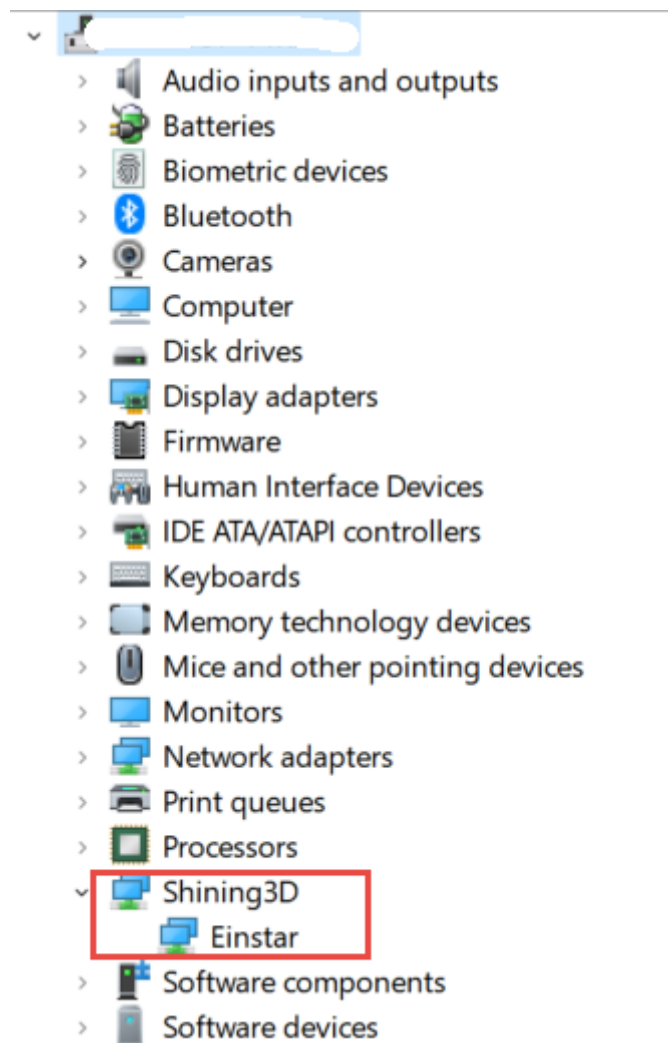 Audio inputs and outputs
Batteries
Biometric devices
Bluetooth
Cameras
Computer
Disk drives
Display adapters
Firmware
Human Interface Devices
IDE ATA/ATAPI controllers
Keyboards
Memory technology devices
Mice and other pointing devices
Monitors
Network adapters
Print queues
Processors
Shining3D
Einstar
Software components
Software devices